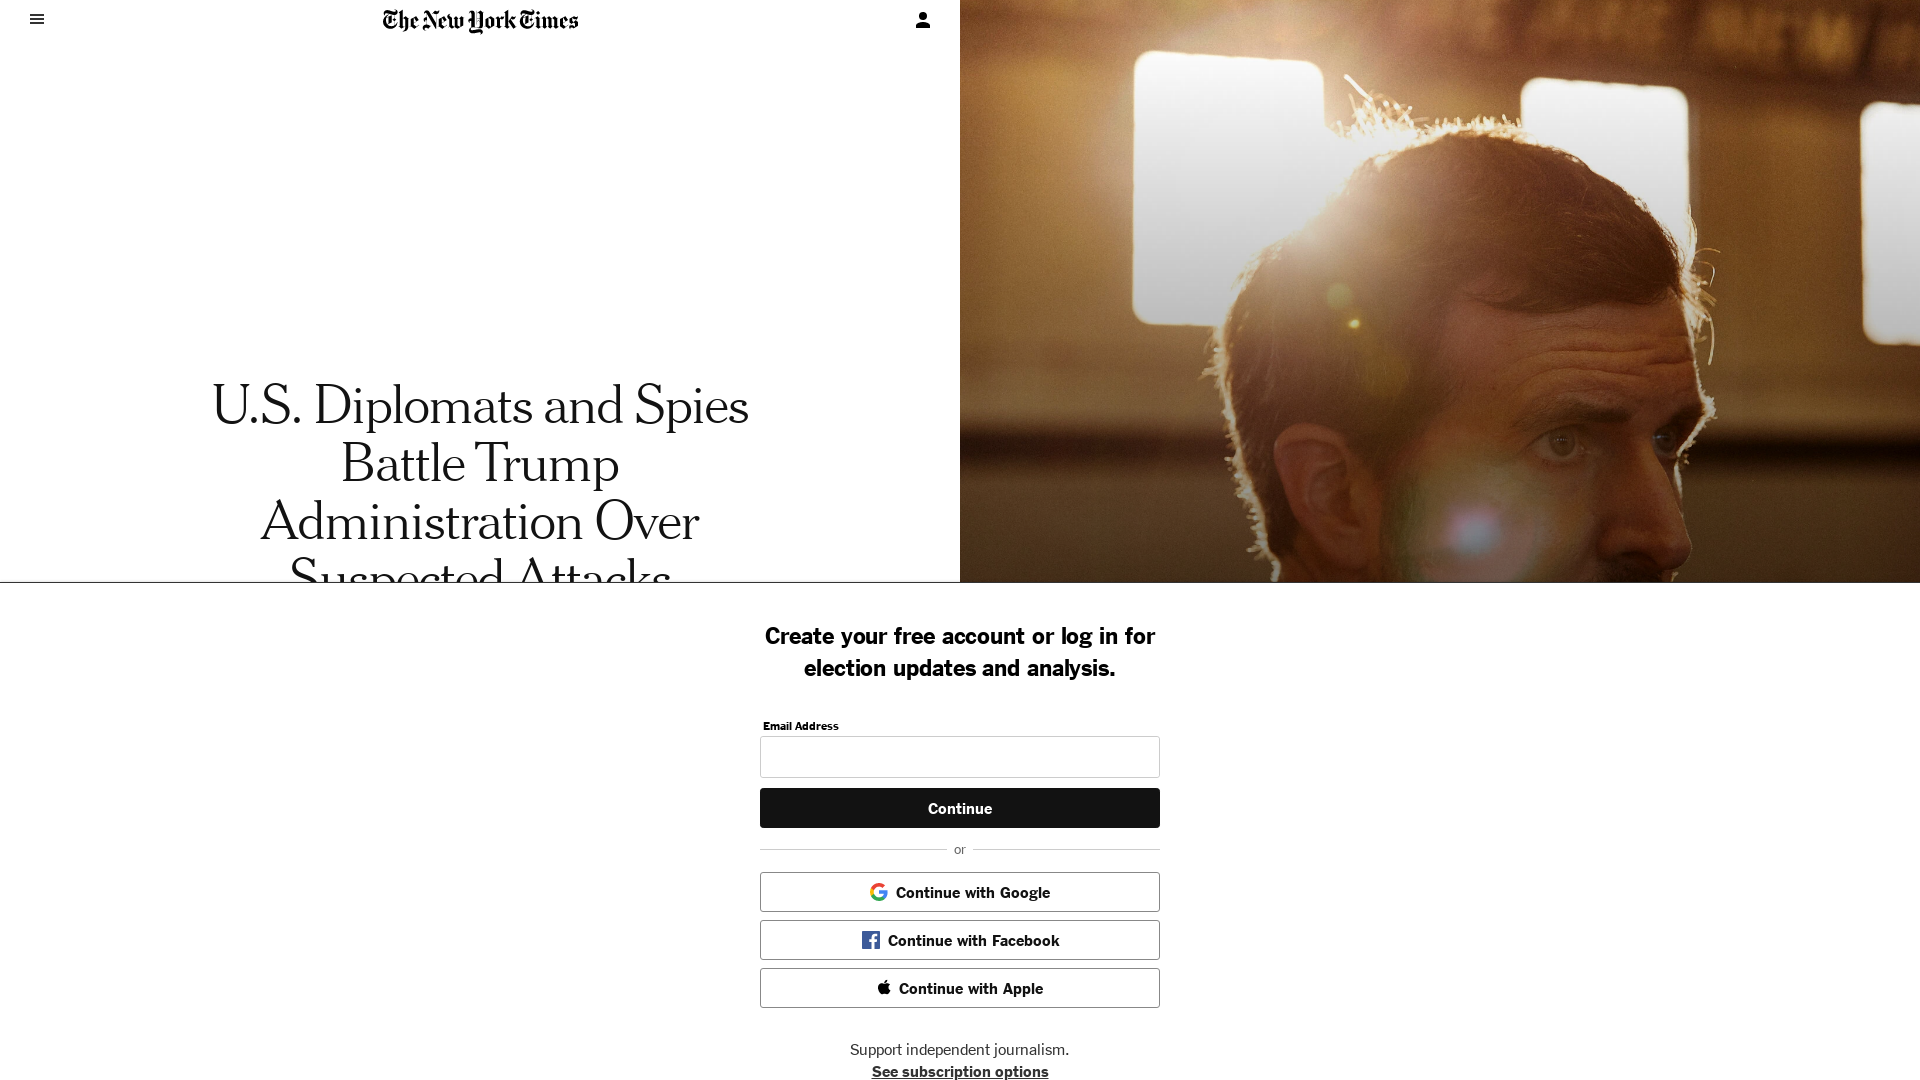 The New York Times
U.S. Diplomats and Spies
Battle Trump
Administration Over
Suspected Attacks
Create your free account or log in for
election updates and analysis.
Email Address
Continue
or
Continue with Google
Continue with Facebook
Continue with Apple
Support independent journalism.
See subscription options